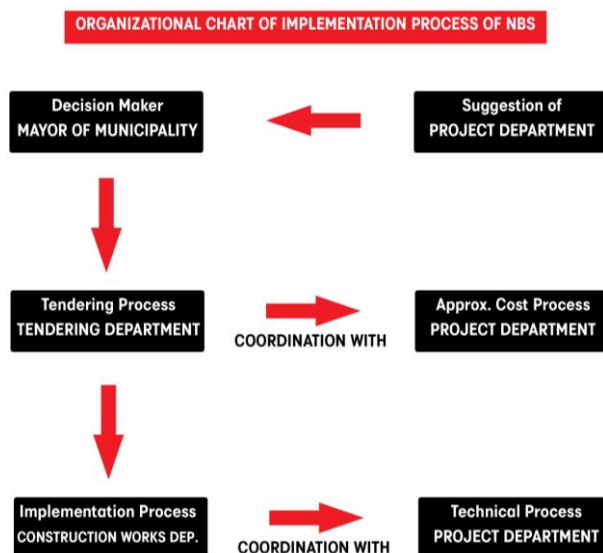 ORGANIZATIONAL CHART OF IMPLEMENTATION PROCESS OF NBS
Decision Maker
MAYOR OF MUNICIPALITY
Suggestion of
PROJECT DEPARTMENT
Tendering Process
TENDERING DEPARTMENT
COORDINATION WITH
Approx. Cost Process
PROJECT DEPARTMENT
Implementation Process
CONSTRUCTION WORKS DEP.
COORDINATION WITH
Technical Process
PROJECT DEPARTMENT